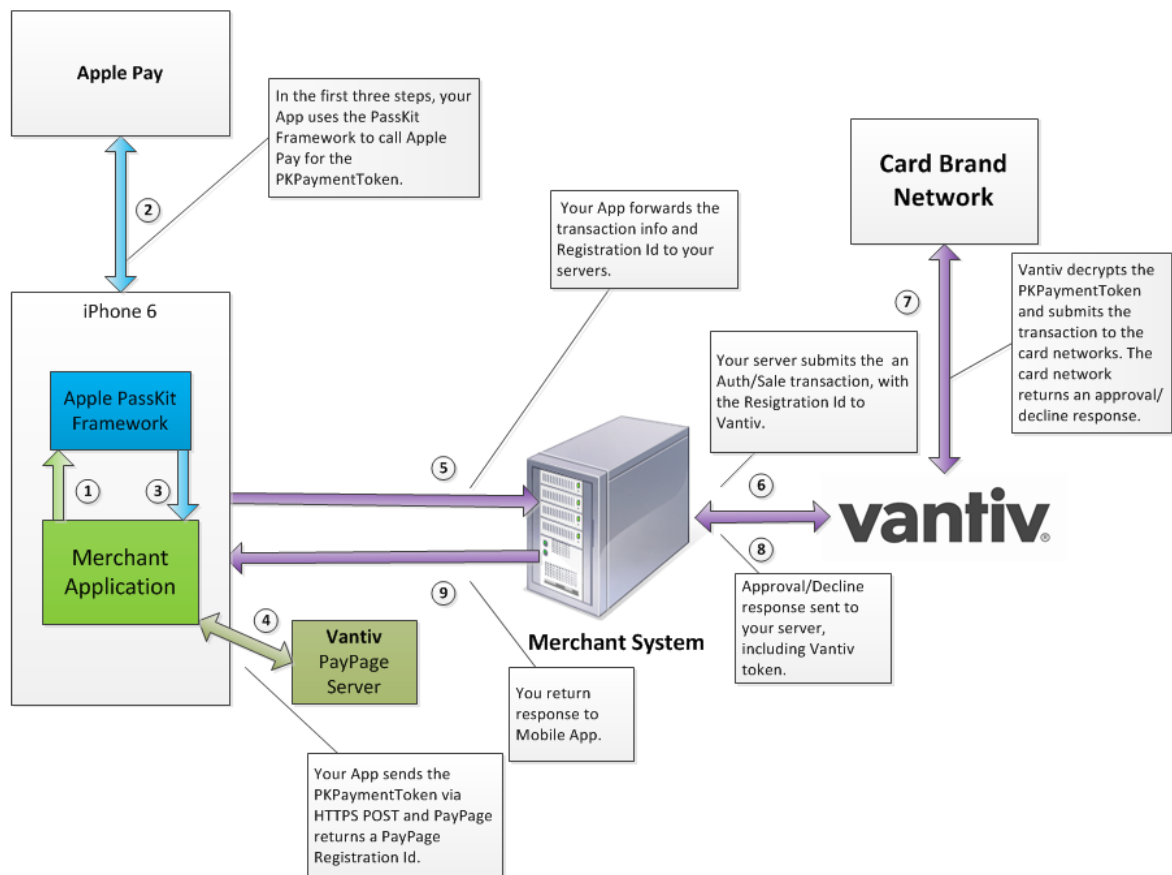 Apple Pay
In the first three steps, your
App uses the PassKit
Framework to call Apple
Pay for the
PKPaymentToken.
Card Brand
Network
2
Your App forwards the
transaction info and
Registration Id to your
servers.
iPhone 6
7
Vantiv decrypts the
PKPaymentToken
and submits the
transaction to the
card networks. The
card network
returns an approval/
decline response.
Your server submits the  an
Auth/Sale transaction, with
the Resigtration Id to
Vantiv.
Apple PassKit
Framework
1
3
5
6
vantiv®
Merchant
Application
8
9
Approval/Decline
response sent to
your server,
including Vantiv
token.
4
Vantiv
PayPage
Server
Merchant System
You return
response to
Mobile App.
Your App sends the
PKPaymentToken via
HTTPS POST and PayPage
returns a PayPage
Registration Id.